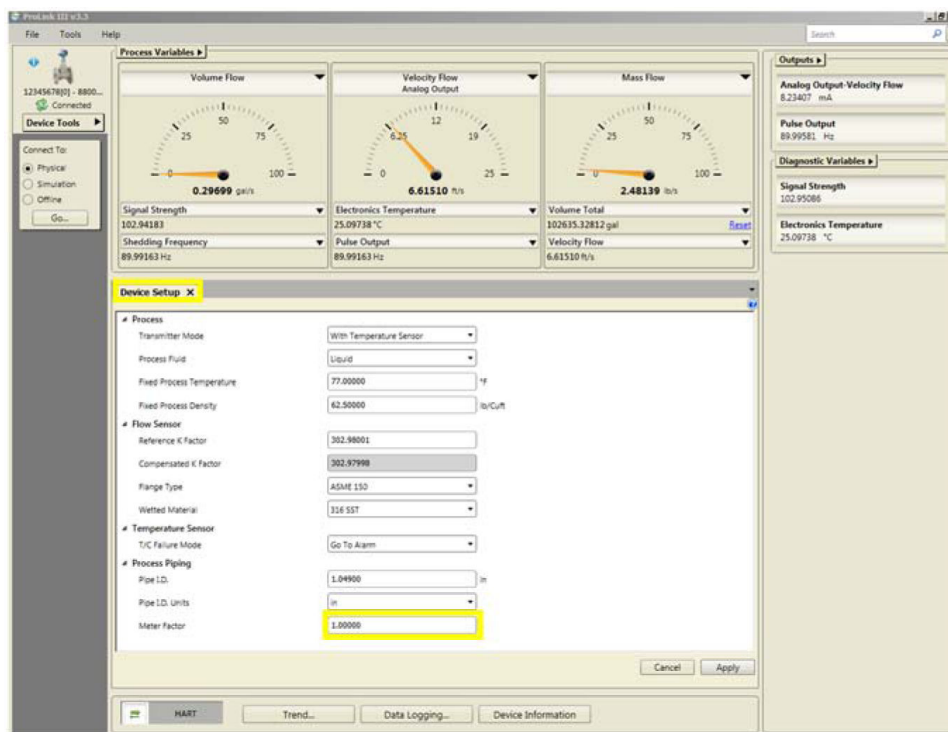 ProLink III v3.3
File Tools Help
Search
12345678[0] - 8800...
Connected
Device Tools
Connect To:
Physical
Simulation
Offline
Go...
Process Variables
Volume Flow
0 25 50 75 100
0.29699 gal/s
Signal Strength
102.94183
Shedding Frequency
89.99163 Hz
Velocity Flow
Analog Output
0 6.25 12 19 25
6.61510 ft/s
Electronics Temperature
25.09738 °C
Pulse Output
89.99163 Hz
Mass Flow
0 25 50 75 100
2.48139 lb/s
Volume Total
102635.32812 gal Reset
Velocity Flow
6.61510 ft/s
Outputs
Analog Output-Velocity Flow
8.23407 mA
Pulse Output
89.99581 Hz
Diagnostic Variables
Signal Strength
102.95086
Electronics Temperature
25.09738 °C
Device Setup X
Process
Transmitter Mode With Temperature Sensor
Process Fluid Liquid
Fixed Process Temperature 77.00000 °F
Fixed Process Density 62.50000 lb/Cuft
Flow Sensor
Reference K Factor 302.98001
Compensated K Factor 302.97998
Flange Type ASME 150
Wetted Material 316 SST
Temperature Sensor
T/C Failure Mode Go To Alarm
Process Piping
Pipe I.D. 1.04900 in
Pipe I.D. Units in
Meter Factor 1.00000
Cancel Apply
HART Trend... Data Logging... Device Information